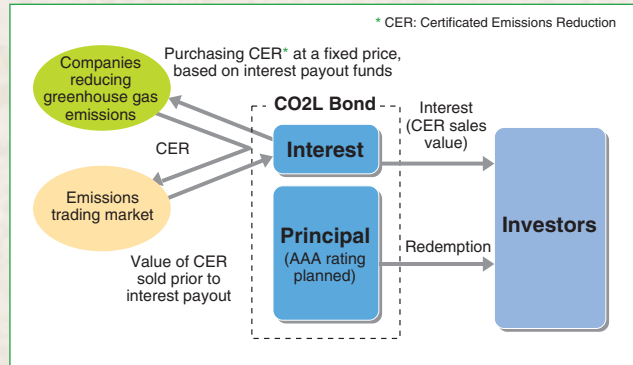 * CER: Certificated Emissions Reduction
Companies
reducing
greenhouse gas
emissions
Purchasing CER* at a fixed price,
based on interest payout funds
CO2L Bond
CER
Interest
Interest
(CER sales
value)
Emissions
trading market
Principal
(AAA rating
planned)
Investors
Redemption
Value of CER
sold prior to
interest payout